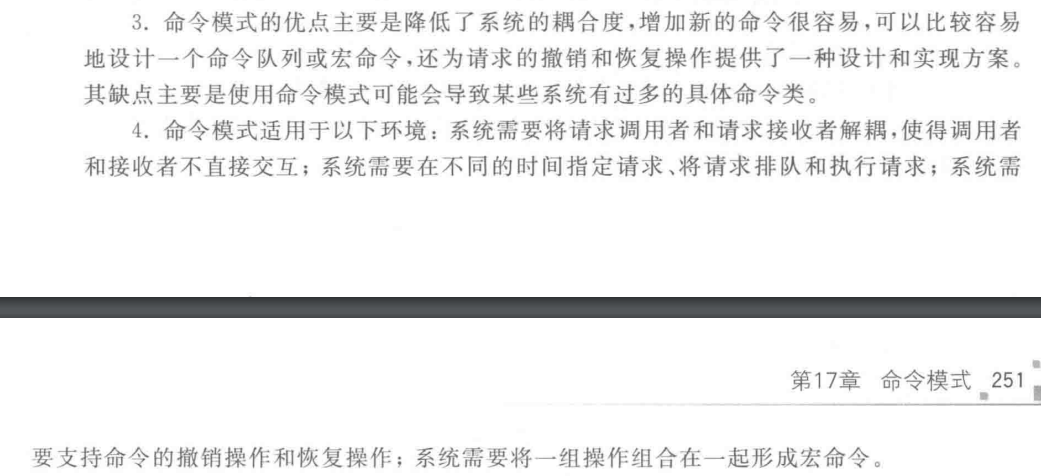 3. 命令模式的优点主要是降低了系统的耦合度,增加新的命令很容易,可以比较容易
地设计一个命令队列或宏命令,还为请求的撤销和恢复操作提供了一种设计和实现方案。
其缺点主要是使用命令模式可能会导致某些系统有过多的具体命令类。
4. 命令模式适用于以下环境：系统需要将请求调用者和请求接收者解耦,使得调用者
和接收者不直接交互；系统需要在不同的时间指定请求、将请求排队和执行请求；系统需
第17章 命令模式 251
要支持命令的撤销操作和恢复操作；系统需要将一组操作组合在一起形成宏命令。